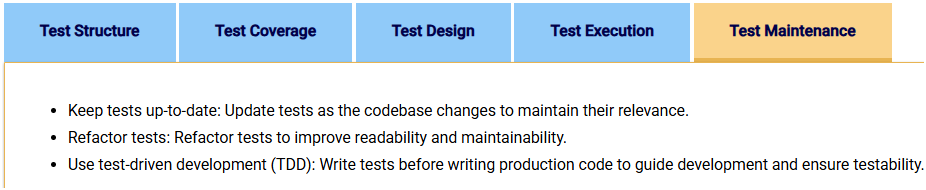 Test Structure Test Coverage Test Design Test Execution Test Maintenance
• Keep tests up-to-date: Update tests as the codebase changes to maintain their relevance.
• Refactor tests: Refactor tests to improve readability and maintainability.
• Use test-driven development (TDD): Write tests before writing production code to guide development and ensure testability.